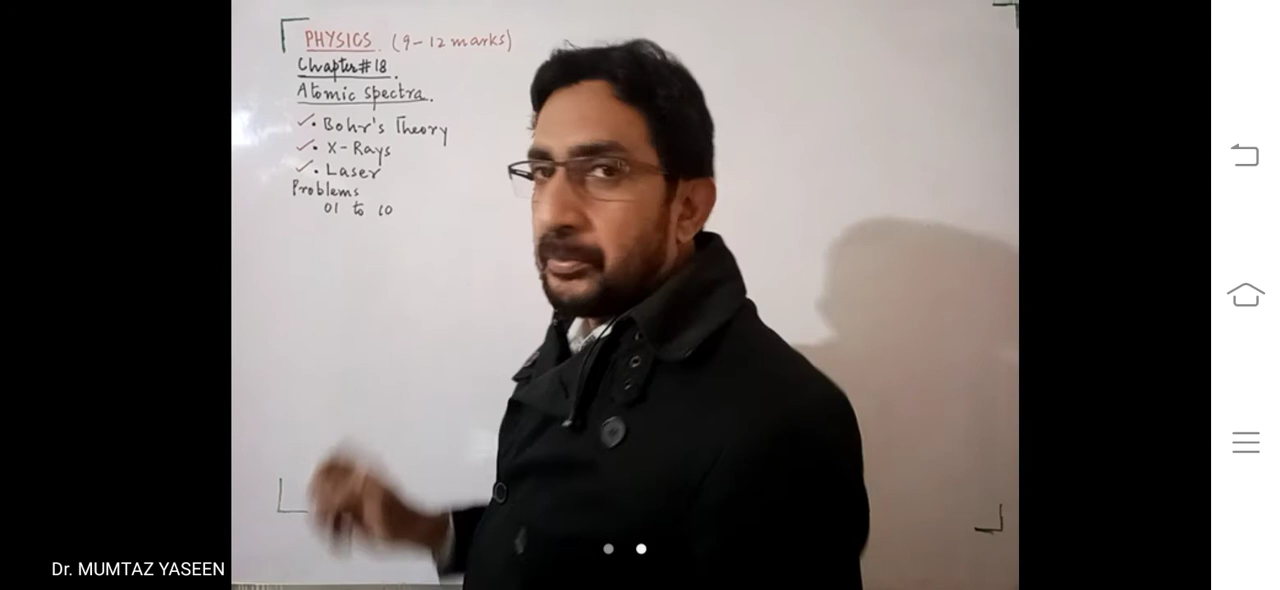 PHYSICS. (9-12 marks)
Chapter#18.
Atomic spectra.
✓. Bohr's Theory
✓. X-Rays
✓. Laser
Problems
01 to 10
Dr. MUMTAZ YASEEN